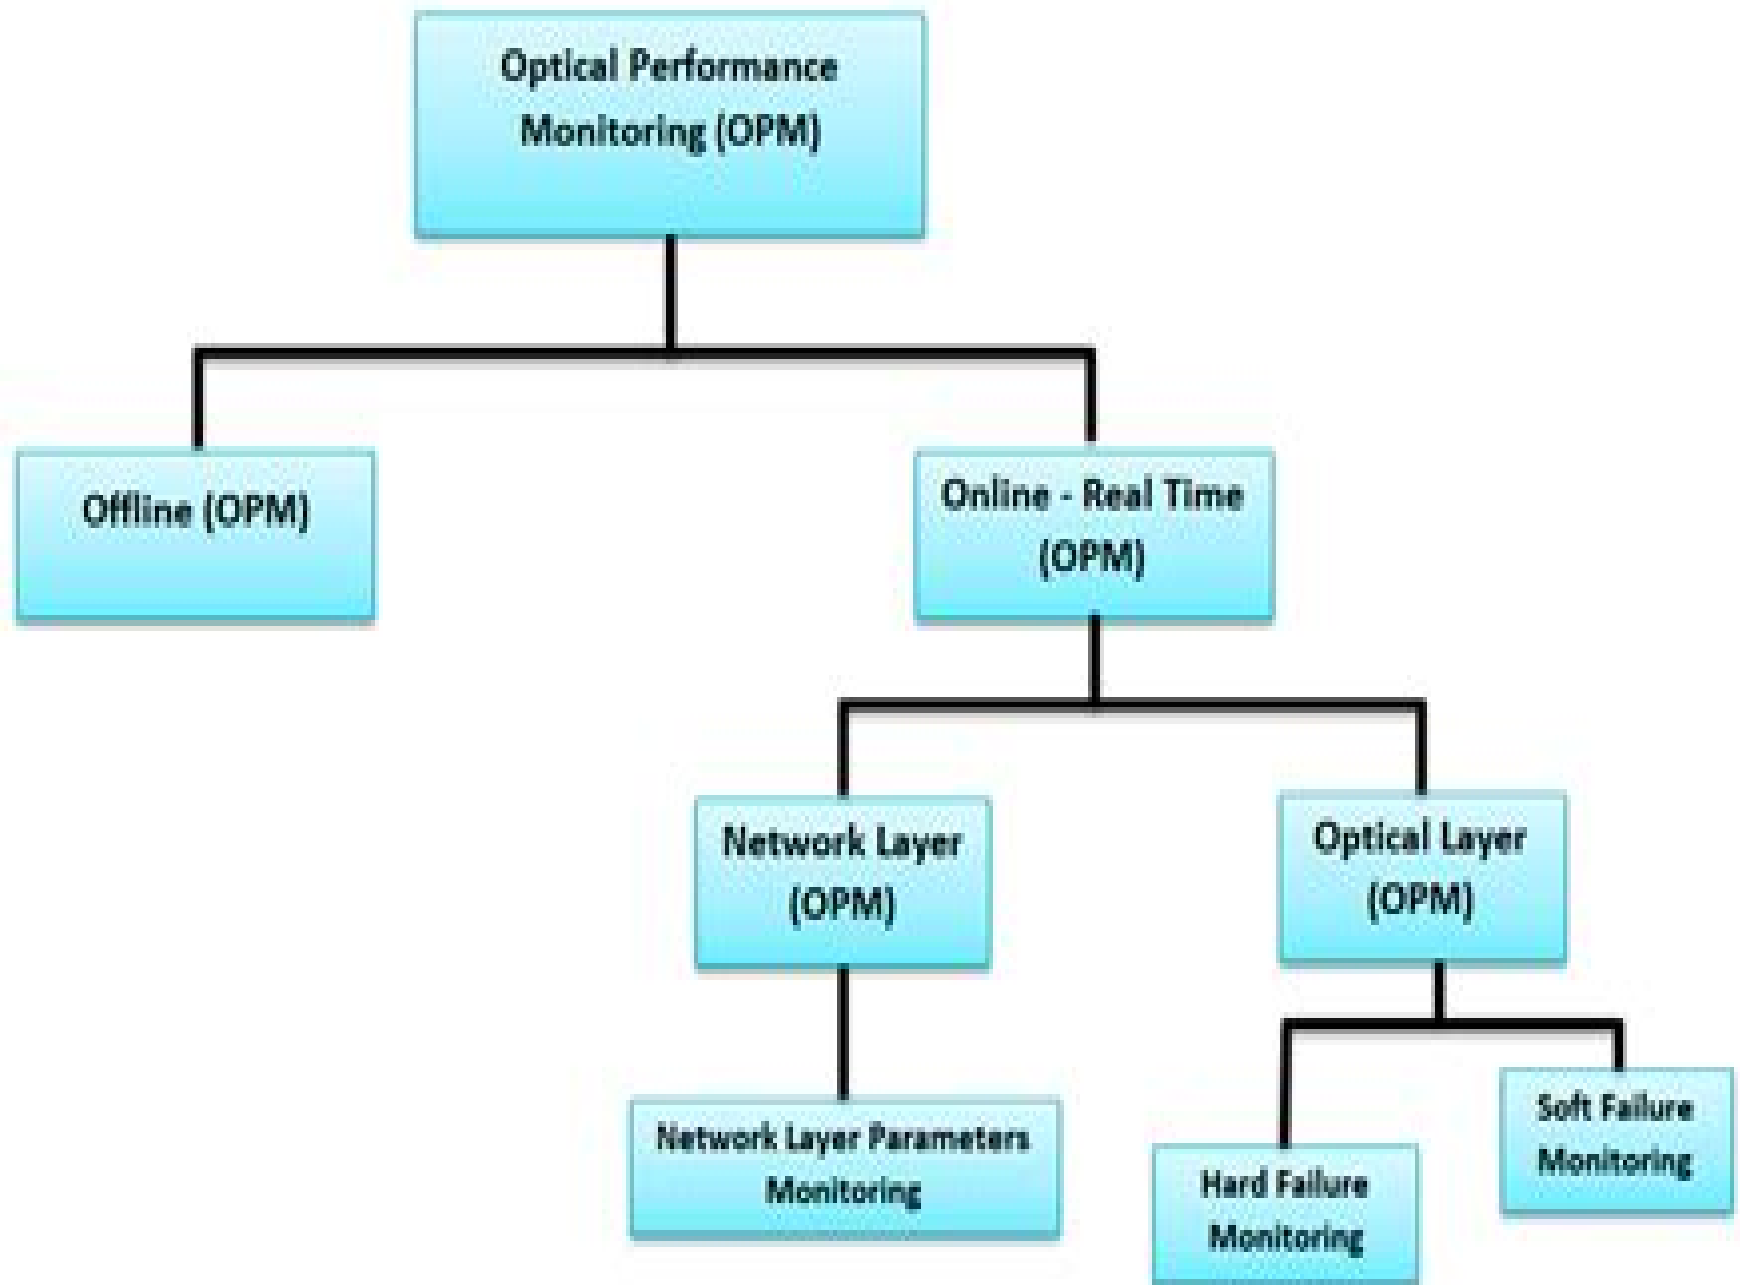 Optical Performance
Monitoring (OPM)
Offline (OPM)
Online - Real Time
(OPM)
Network Layer
(OPM)
Optical Layer
(OPM)
Network Layer Parameters
Monitoring
Hard Failure
Monitoring
Soft Failure
Monitoring